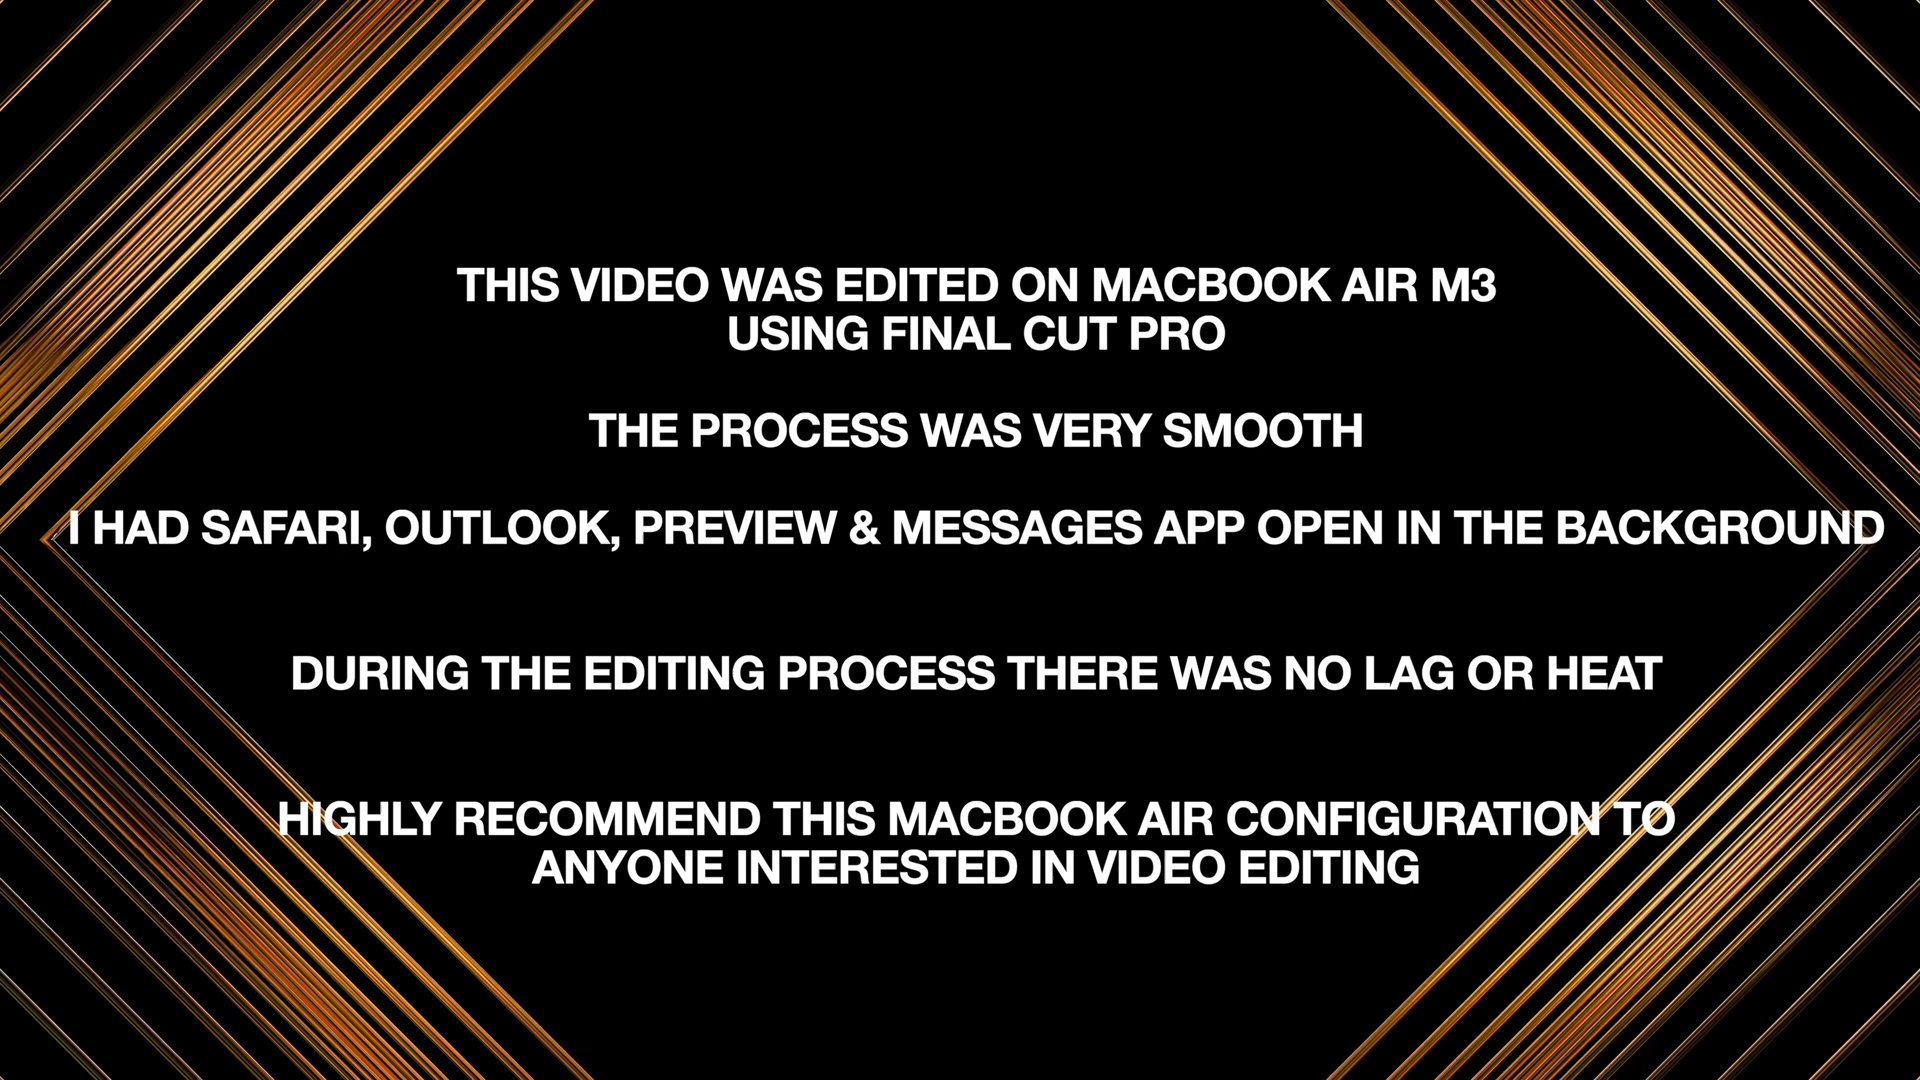 THIS VIDEO WAS EDITED ON MACBOOK AIR M3
USING FINAL CUT PRO
THE PROCESS WAS VERY SMOOTH
I HAD SAFARI, OUTLOOK, PREVIEW & MESSAGES APP OPEN IN THE BACKGROUND
DURING THE EDITING PROCESS THERE WAS NO LAG OR HEAT
HIGHLY RECOMMEND THIS MACBOOK AIR CONFIGURATION TO
ANYONE INTERESTED IN VIDEO EDITING